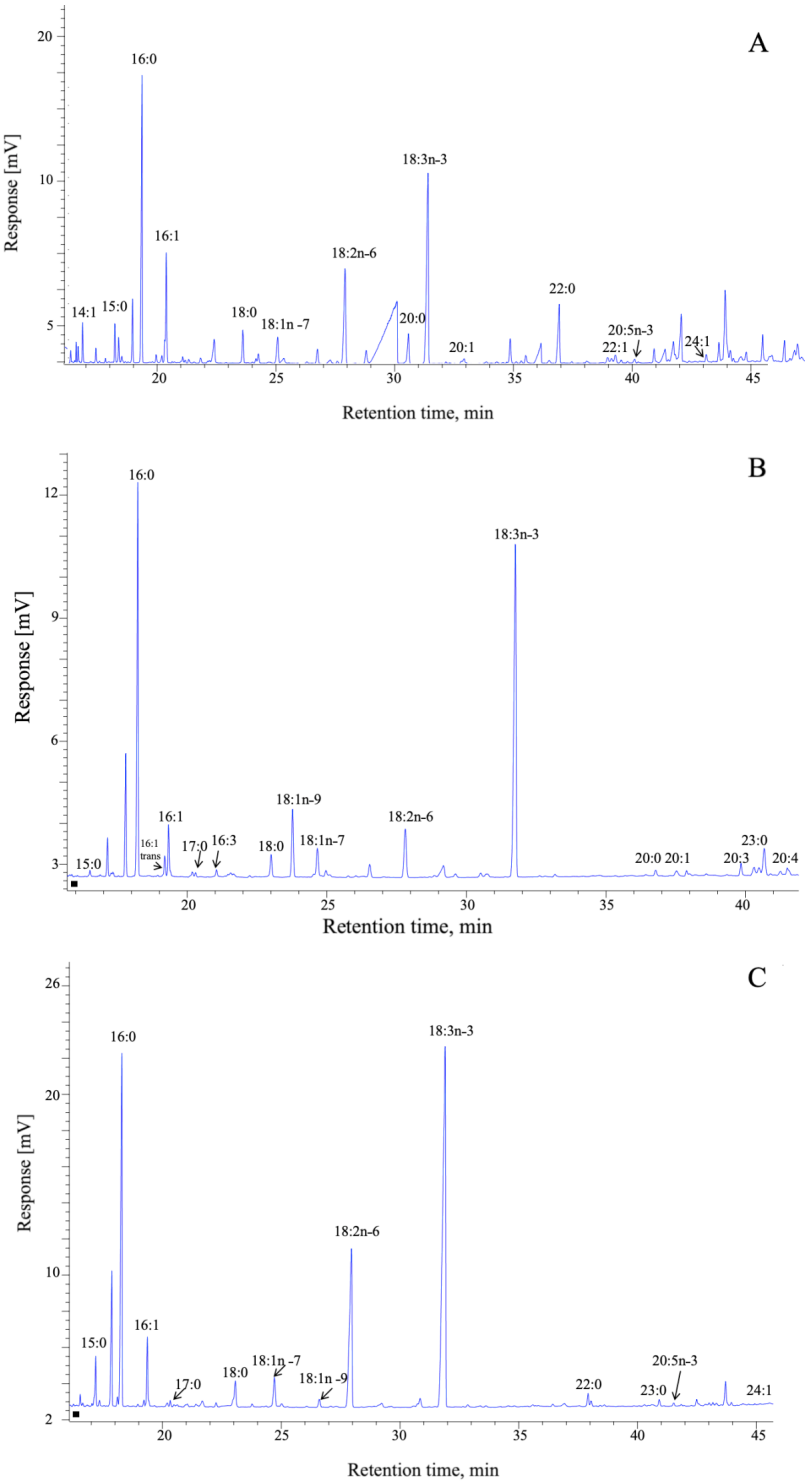 A
20
10
5
Response [mV]
16:0
14:1
15:0
16:1
18:0
18:1n -7
18:2n-6
20:0
18:3n-3
20:1
22:0
22:1
20:5n-3
24:1
20
25
30
35
40
45
Retention time, min
B
12
9
6
3
Response [mV]
16:0
15:0
16:1
trans
16:1
17:0
16:3
18:0
18:1n-9
18:1n-7
18:2n-6
18:3n-3
20:0
20:1
20:3
23:0
20:4
20
25
30
35
40
Retention time, min
C
26
20
10
2
Response [mV]
15:0
16:0
16:1
17:0
18:0
18:1n -7
18:1n -9
18:2n-6
18:3n-3
22:0
23:0
20:5n-3
24:1
20
25
30
35
40
45
Retention time, min